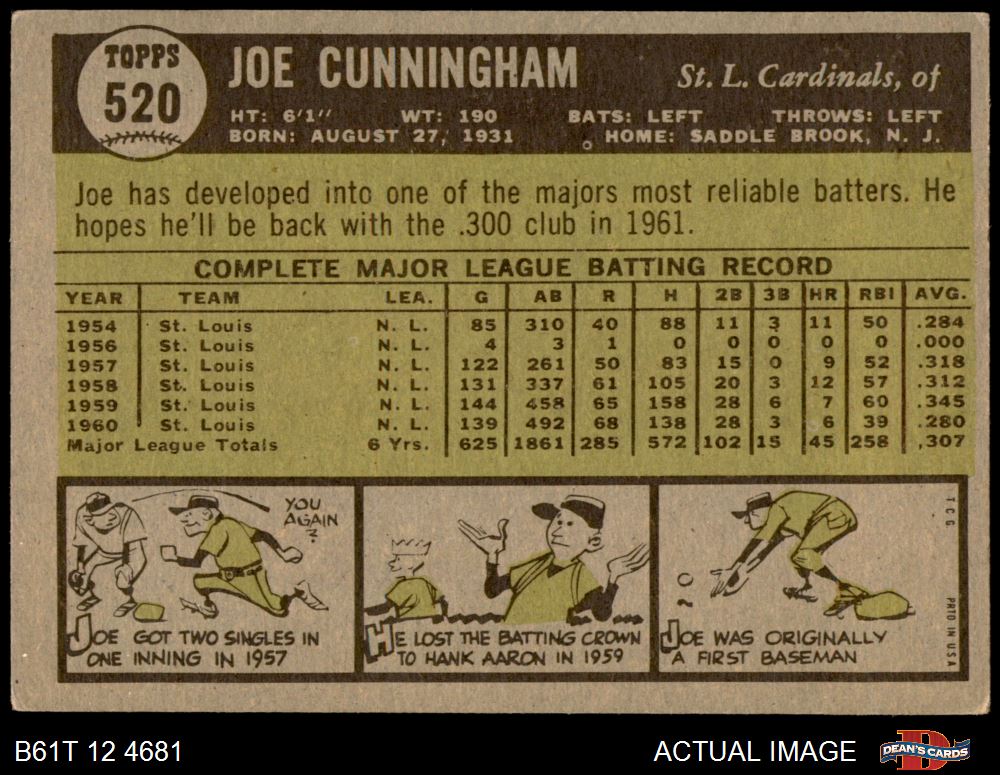 TOPPS
520
JOE CUNNINGHAM
St. L. Cardinals, of
HT: 6'1" WT: 190 BATS: LEFT THROWS: LEFT
BORN: AUGUST 27, 1931 HOME: SADDLE BROOK, N. J.
Joe has developed into one of the majors most reliable batters. He
hopes he'll be back with the .300 club in 1961.
COMPLETE MAJOR LEAGUE BATTING RECORD
YEAR TEAM LEA. G AB R H 2B 3B HR RBI AVG.
1954 St. Louis N. L. 85 310 40 88 11 3 11 50 .284
1956 St. Louis N. L. 4 3 1 0 0 0 0 0 .000
1957 St. Louis N. L. 122 261 50 83 15 0 9 52 .318
1958 St. Louis N. L. 131 337 61 105 20 3 12 57 .312
1959 St. Louis N. L. 144 458 65 158 28 6 7 60 .345
1960 St. Louis N. L. 139 492 68 138 28 3 6 39 .280
Major League Totals 6 Yrs. 625 1861 285 572 102 15 45 258 .307
YOU
AGAIN
?
JOE GOT TWO SINGLES IN
ONE INNING IN 1957
HE LOST THE BATTING CROWN
TO HANK AARON IN 1959
JOE WAS ORIGINALLY
A FIRST BASEMAN
T.C.G.
PRTD IN USA
B61T 12 4681
ACTUAL IMAGE
DEAN'S CARDS